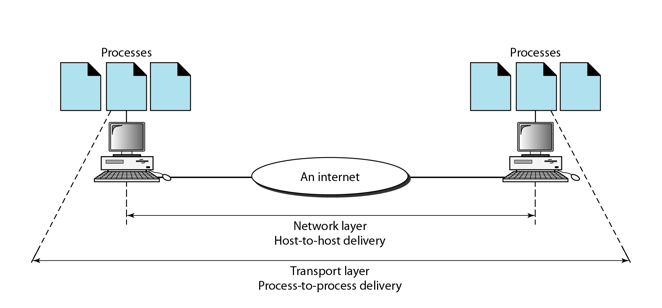 Processes
Processes
An internet
Network layer
Host-to-host delivery
Transport layer
Process-to-process delivery